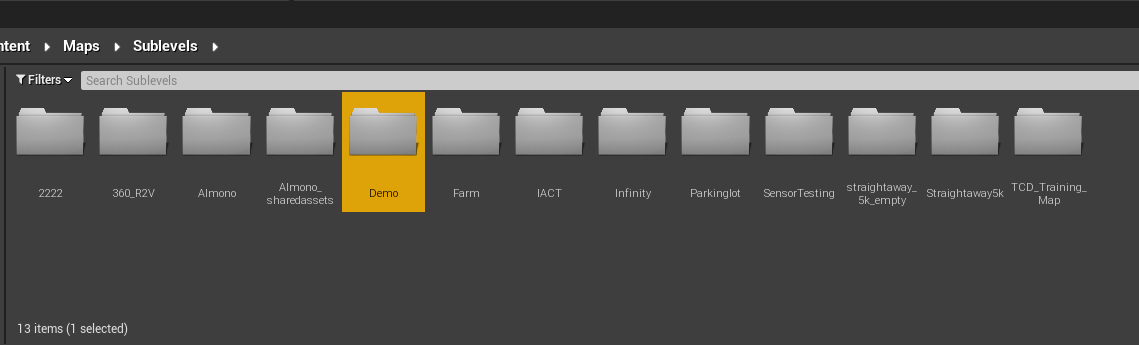 ntent Maps Sublevels
Filters Search Sublevels
2222 360_R2V Almono Almono_ Demo Farm IACT Infinity Parkinglot SensorTesting straightaway_ Straightaway5k TCD_Training_
sharedassets 5k_empty Map
13 items (1 selected)